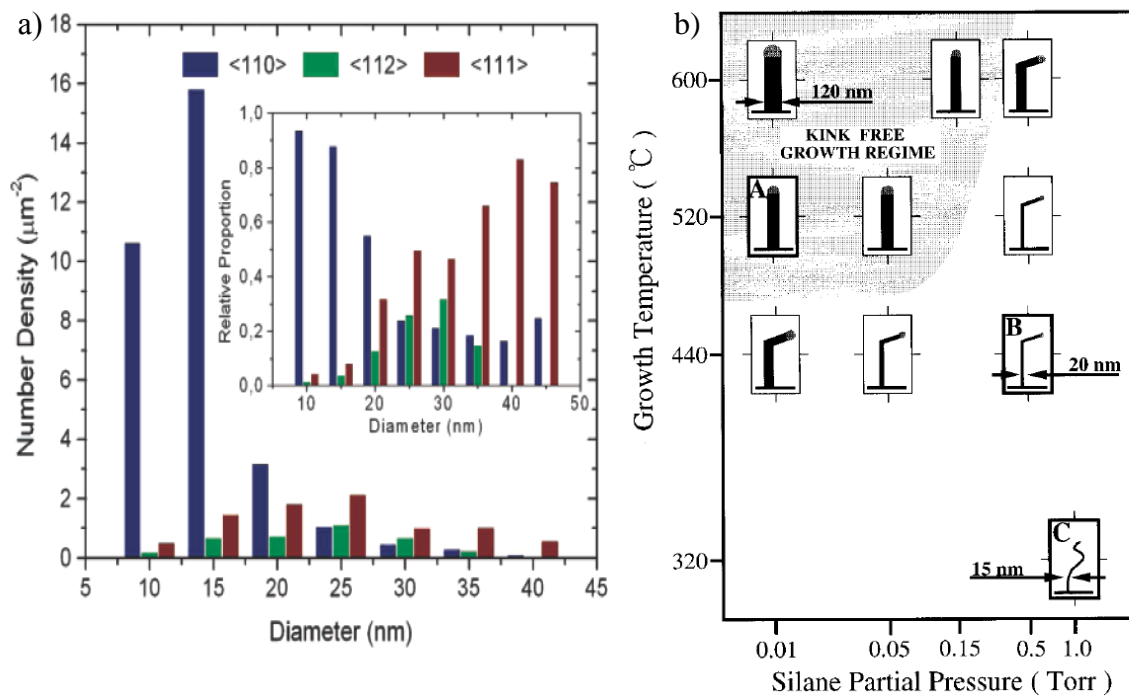 a)
18
16
14
12
10
8
6
4
2
0
Number Density (μm⁻²)
<110> <112> <111>
1,0
0,8
0,6
0,4
0,2
0,0
Relative Proportion
10 20 30 40 50
Diameter (nm)
5 10 15 20 25 30 35 40 45
Diameter (nm)
b)
600
520
440
320
Growth Temperature ( ℃ )
120 nm
KINK FREE
GROWTH REGIME
A
B
20 nm
C
15 nm
0.01 0.05 0.15 0.5 1.0
Silane Partial Pressure ( Torr )